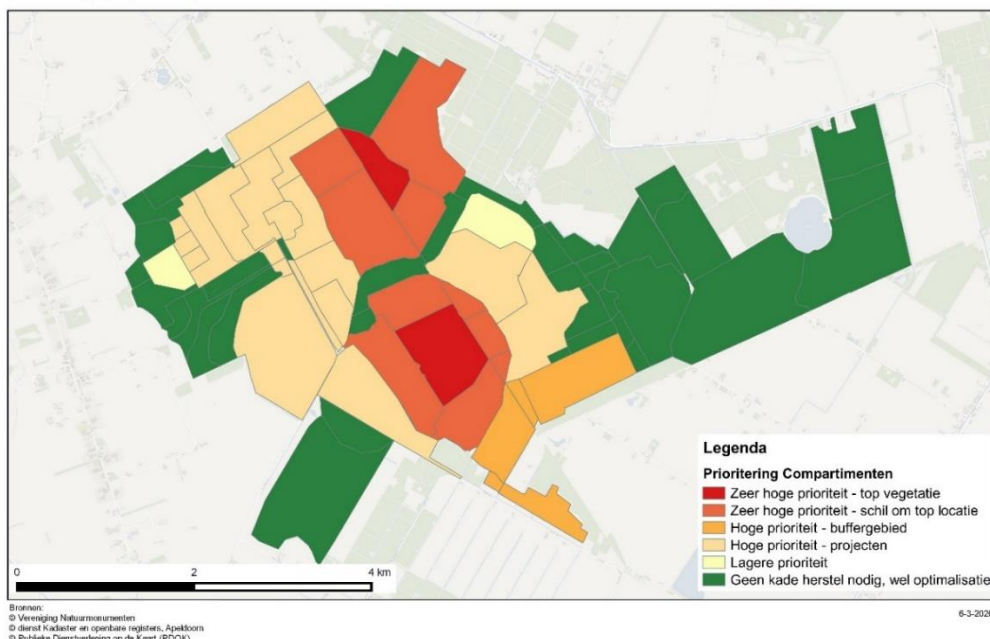 Legenda
Prioritering Compartimenten
Zeer hoge prioriteit - top vegetatie
Zeer hoge prioriteit - schil om top locatie
Hoge prioriteit - buffergebied
Hoge prioriteit - projecten
Lagere prioriteit
Geen kade herstel nodig, wel optimalisatie
0 2 4 km
Bronnen:
© Vereniging Natuurmonumenten
© dienst Kadaster en openbare registers, Apeldoorn
© Publieke Dienstverlening op de Kaart (PDOK)
6-3-2020